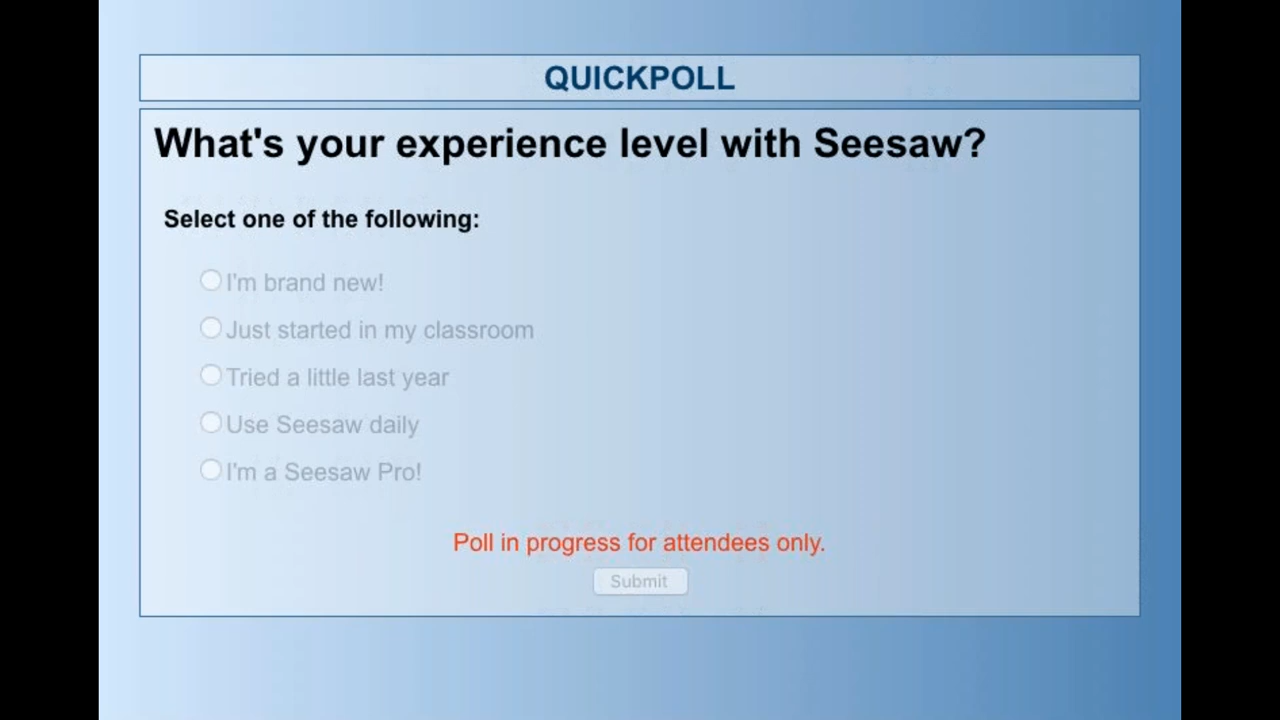 QUICKPOLL
What's your experience level with Seesaw?
Select one of the following:
I'm brand new!
Just started in my classroom
Tried a little last year
Use Seesaw daily
I'm a Seesaw Pro!
Poll in progress for attendees only.
Submit